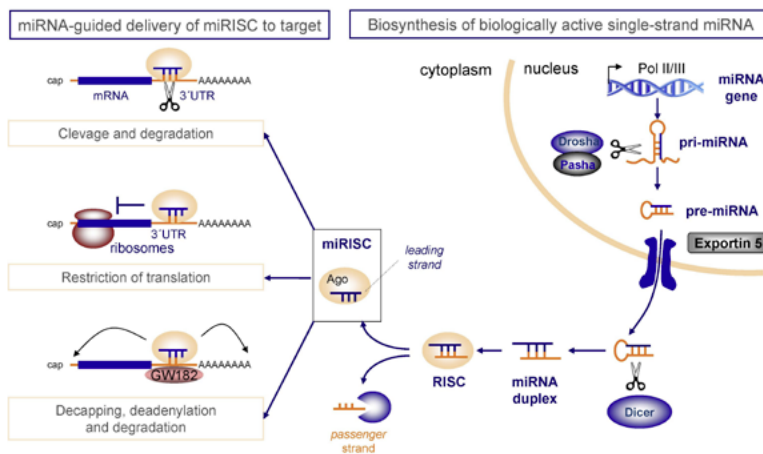 miRNA-guided delivery of miRISC to target
Biosynthesis of biologically active single-strand miRNA
cap
mRNA
3´UTR
AAAAAAAA
Clevage and degradation
cap
ribosomes
3´UTR
AAAAAAAA
Restriction of translation
cap
GW182
AAAAAAAA
Decapping, deadenylation
and degradation
miRISC
Ago
leading
strand
cytoplasm
nucleus
Pol II/III
miRNA
gene
Drosha
Pasha
pri-miRNA
pre-miRNA
Exportin 5
RISC
miRNA
duplex
Dicer
passenger
strand